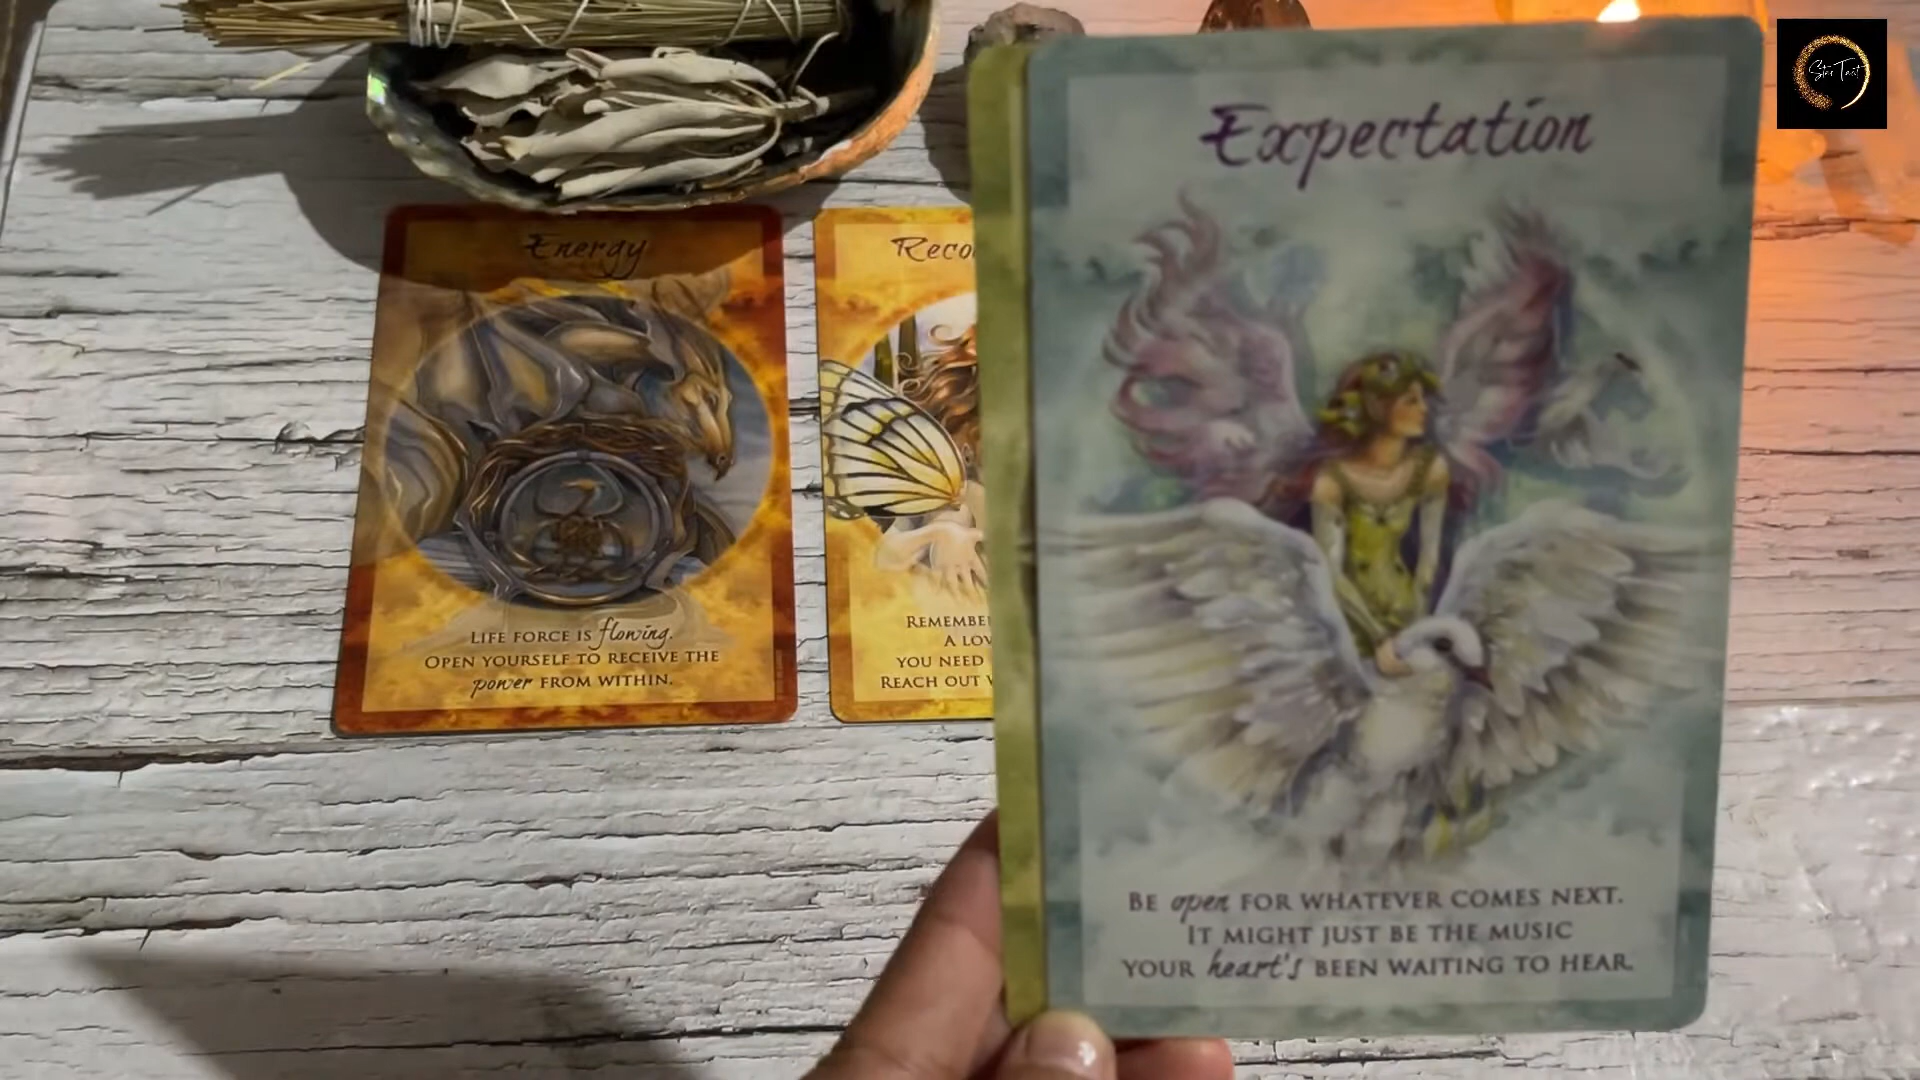 Energy
LIFE FORCE IS flowing.
OPEN YOURSELF TO RECEIVE THE
power FROM WITHIN.
Reco
REMEMBE
A LOV
YOU NEED
REACH OUT
Expectation
BE open FOR WHATEVER COMES NEXT.
IT MIGHT JUST BE THE MUSIC
YOUR heart's BEEN WAITING TO HEAR.